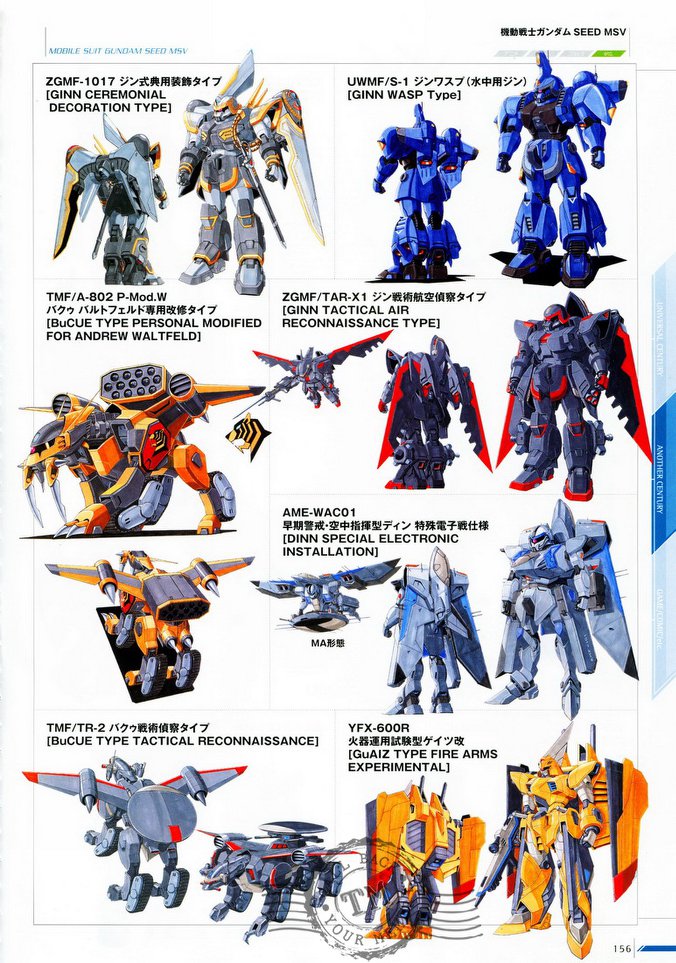 MOBILE SUIT GUNDAM SEED MSV
機動戦士ガンダム SEED MSV
ZGMF-1017 ジン式典用装飾タイプ
[GINN CEREMONIAL
DECORATION TYPE]
UWMF/S-1 ジンワスプ(水中用ジン)
[GINN WASP Type]
TMF/A-802 P-Mod.W
バクゥ バルトフェルド専用改修タイプ
[BuCUE TYPE PERSONAL MODIFIED
FOR ANDREW WALTFELD]
ZGMF/TAR-X1 ジン戦術航空偵察タイプ
[GINN TACTICAL AIR
RECONNAISSANCE TYPE]
AME-WAC01
早期警戒・空中指揮型ディン 特殊電子戦仕様
[DINN SPECIAL ELECTRONIC
INSTALLATION]
MA形態
TMF/TR-2 バクゥ戦術偵察タイプ
[BuCUE TYPE TACTICAL RECONNAISSANCE]
YFX-600R
火器運用試験型ゲイツ改
[GuAIZ TYPE FIRE ARMS
EXPERIMENTAL]
UNIVERSAL CENTURY
ANOTHER CENTURY
GAME/COMIC/etc.
TM
YOUR
156